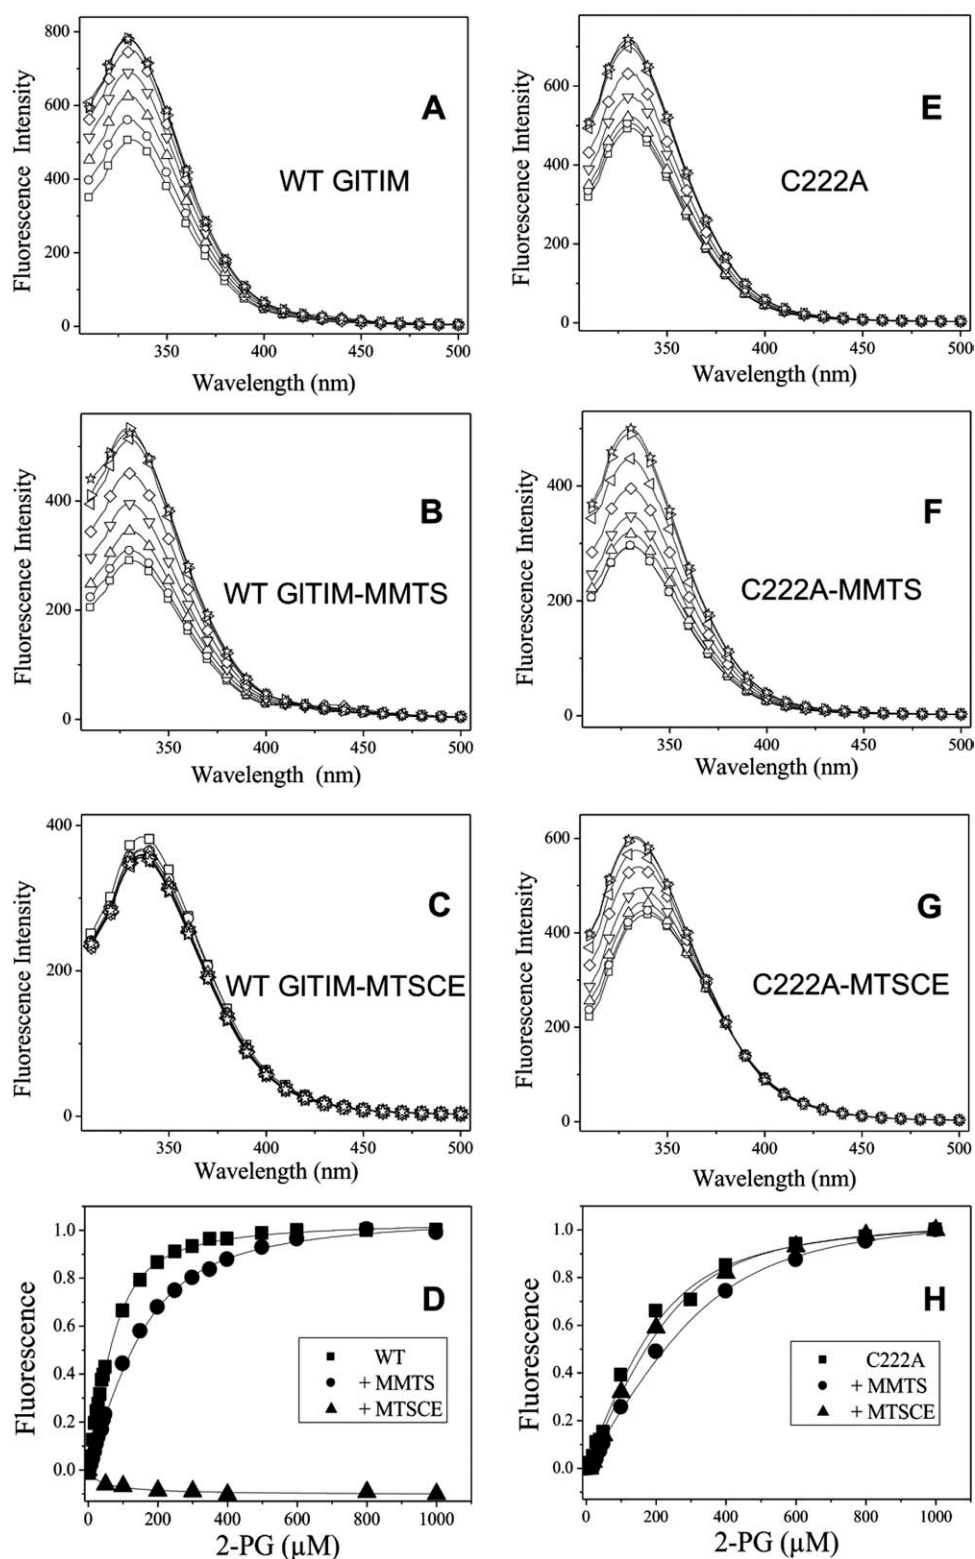 800
600
400
200
0
Fluorescence Intensity
A
WT GlTIM
350
400
450
500
Wavelength (nm)
600
400
200
0
Fluorescence Intensity
E
C222A
350
400
450
500
Wavelength (nm)
400
200
0
Fluorescence Intensity
B
WT GlTIM-MMTS
350
400
450
500
Wavelength (nm)
500
400
300
200
100
0
Fluorescence Intensity
F
C222A-MMTS
350
400
450
500
Wavelength (nm)
400
200
0
Fluorescence Intensity
C
WT GlTIM-MTSCE
350
400
450
500
Wavelength (nm)
600
400
200
0
Fluorescence Intensity
G
C222A-MTSCE
350
400
450
500
Wavelength (nm)
1.0
0.8
0.6
0.4
0.2
0.0
Fluorescence
D
WT
+ MMTS
+ MTSCE
0
200
400
600
800
1000
2-PG (µM)
1.0
0.8
0.6
0.4
0.2
0.0
Fluorescence
H
C222A
+ MMTS
+ MTSCE
0
200
400
600
800
1000
2-PG (µM)